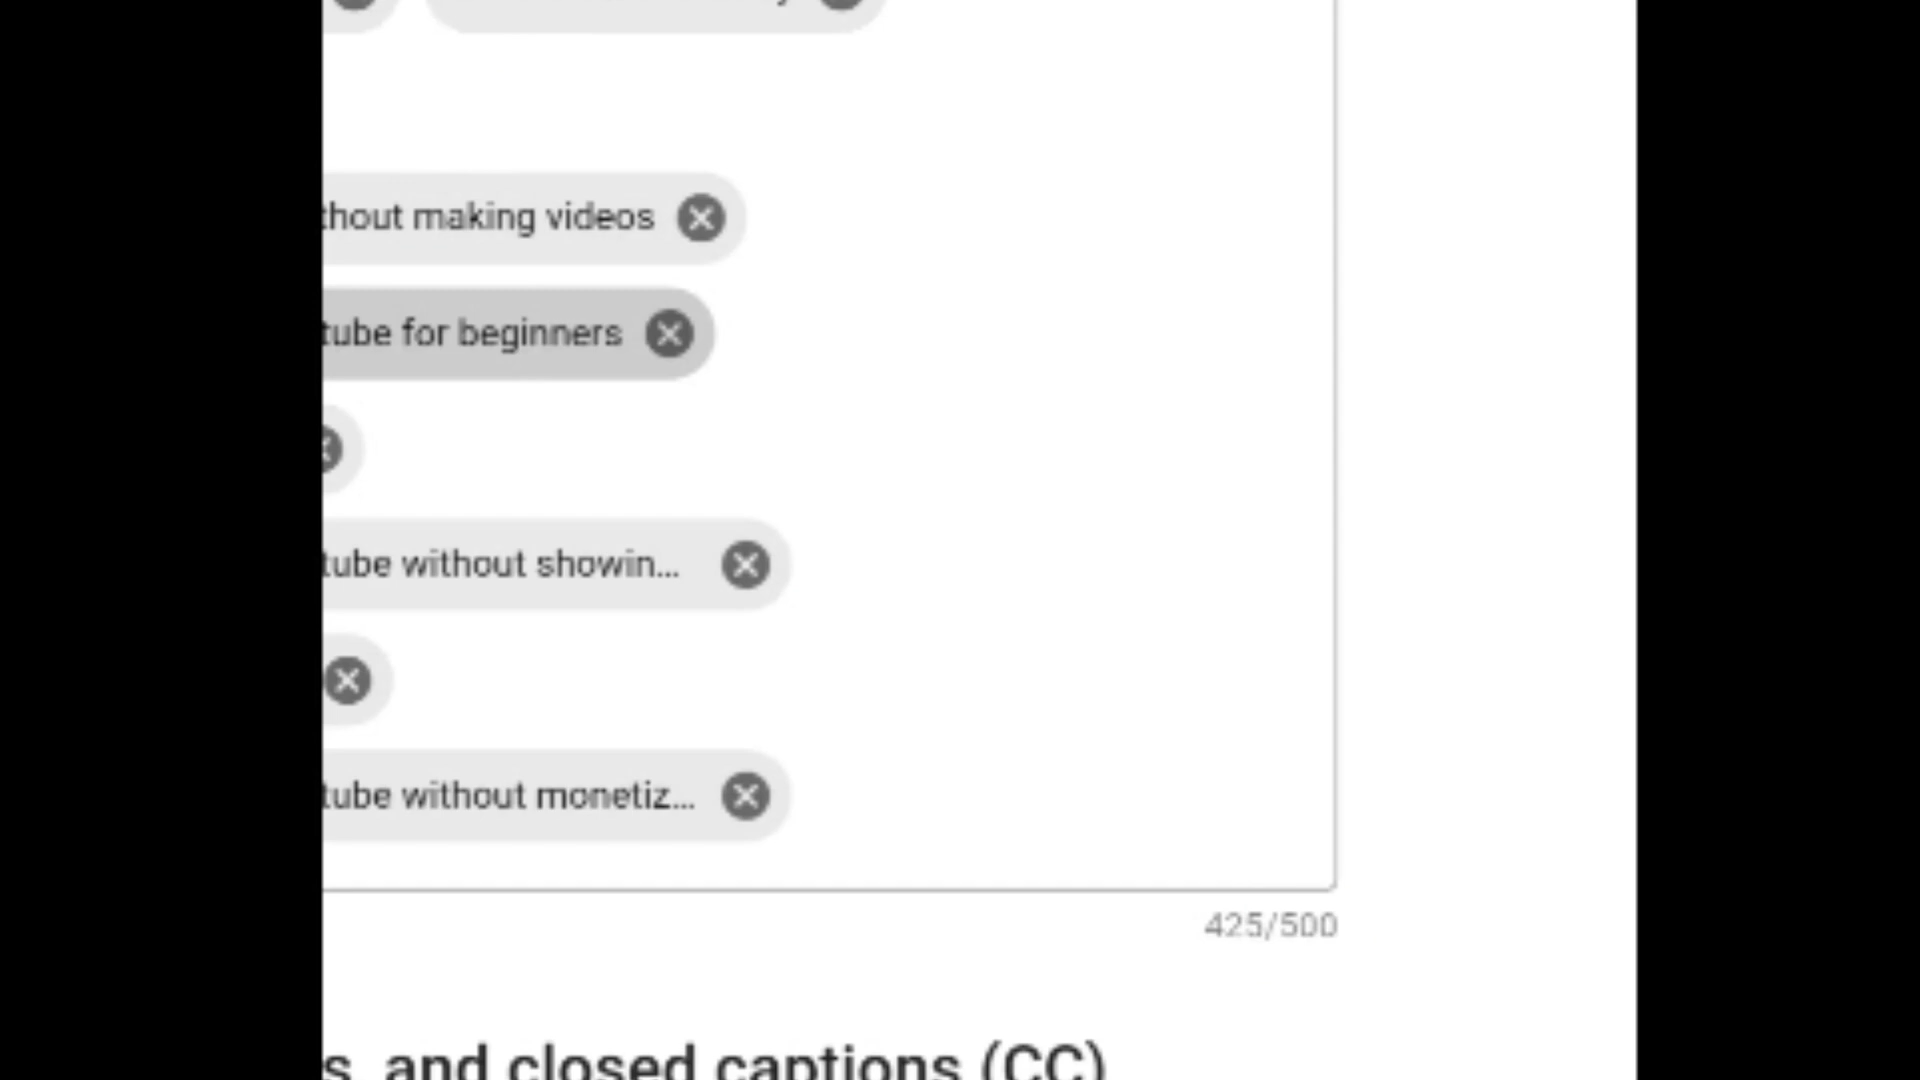 thout making videos
tube for beginners
tube without showin...
tube without monetiz...
425/500
s, and closed captions (CC)